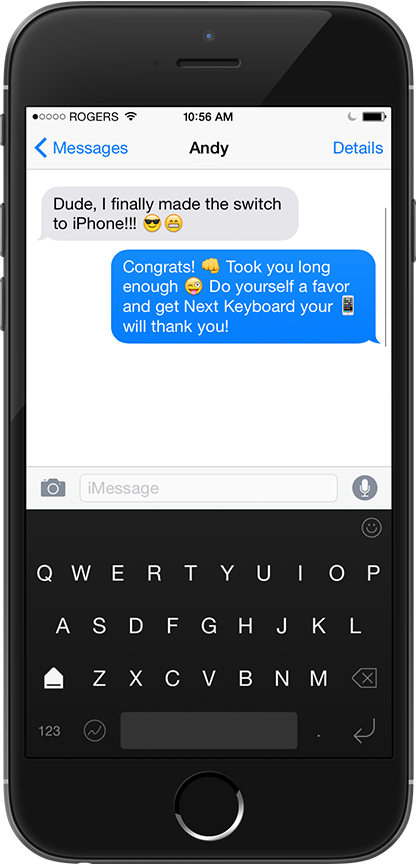 ROGERS 10:56 AM
Messages Andy Details
Dude, I finally made the switch
to iPhone!!! 😎😁
Congrats! 👊 Took you long
enough 😜 Do yourself a favor
and get Next Keyboard your 📱
will thank you!
iMessage
Q W E R T Y U I O P
A S D F G H J K L
Z X C V B N M
123 .